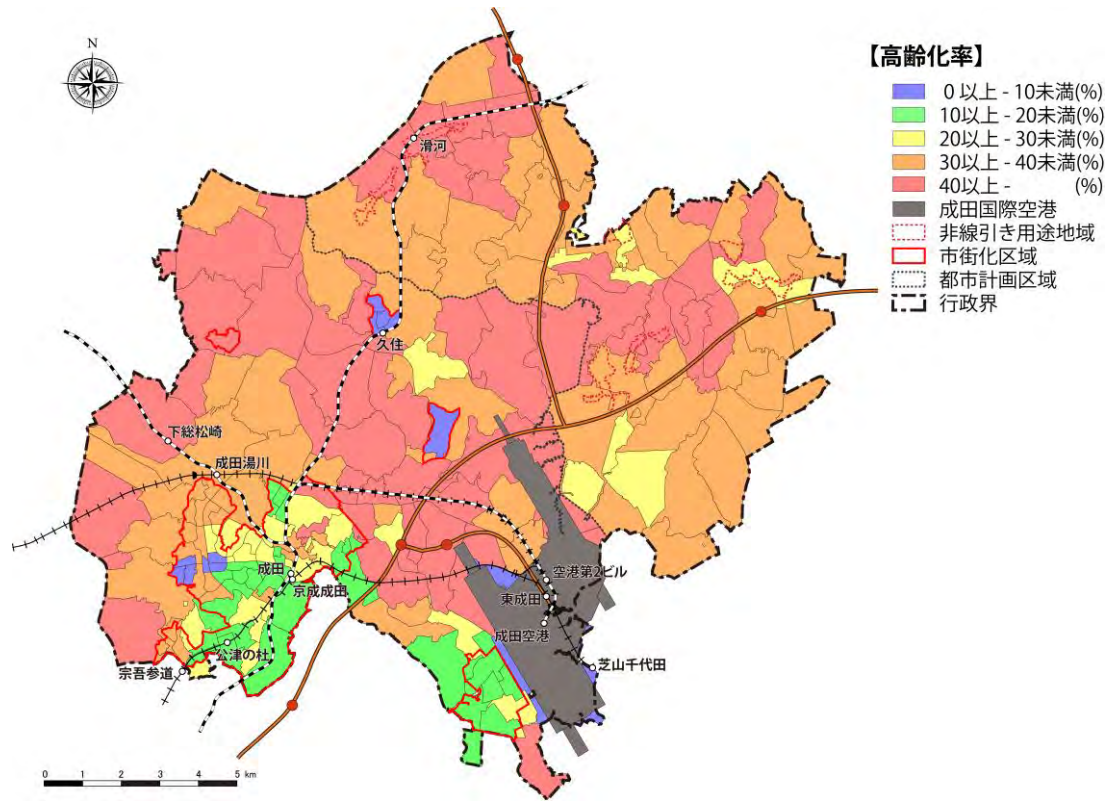 N
【高齢化率】
0以上 - 10未満(%)
10以上 - 20未満(%)
20以上 - 30未満(%)
30以上 - 40未満(%)
40以上 - (%)
成田国際空港
非線引き用途地域
市街化区域
都市計画区域
行政界
滑河
久住
下総松崎
成田湯川
成田
京成成田
空港第2ビル
東成田
成田空港
公津の杜
宗吾参道
芝山千代田
0 1 2 3 4 5 km